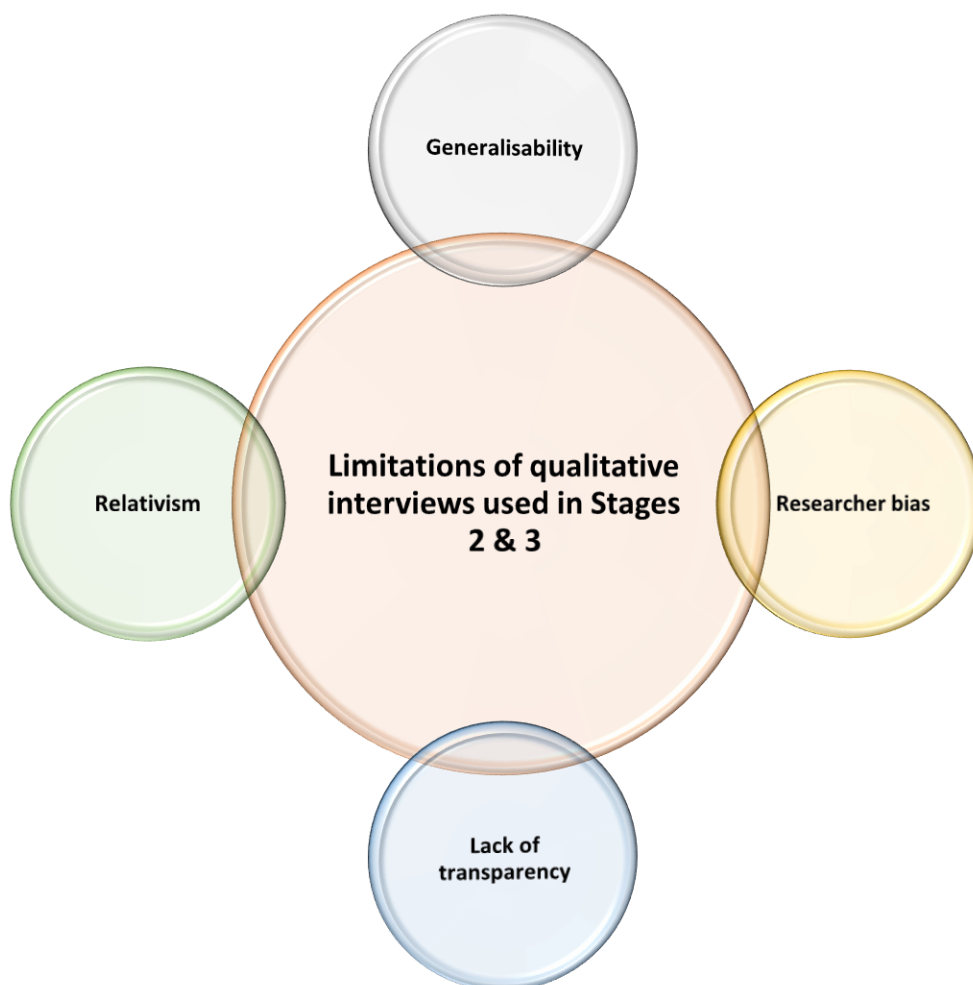 Generalisability
Relativism
Limitations of qualitative
interviews used in Stages
2 & 3
Researcher bias
Lack of
transparency